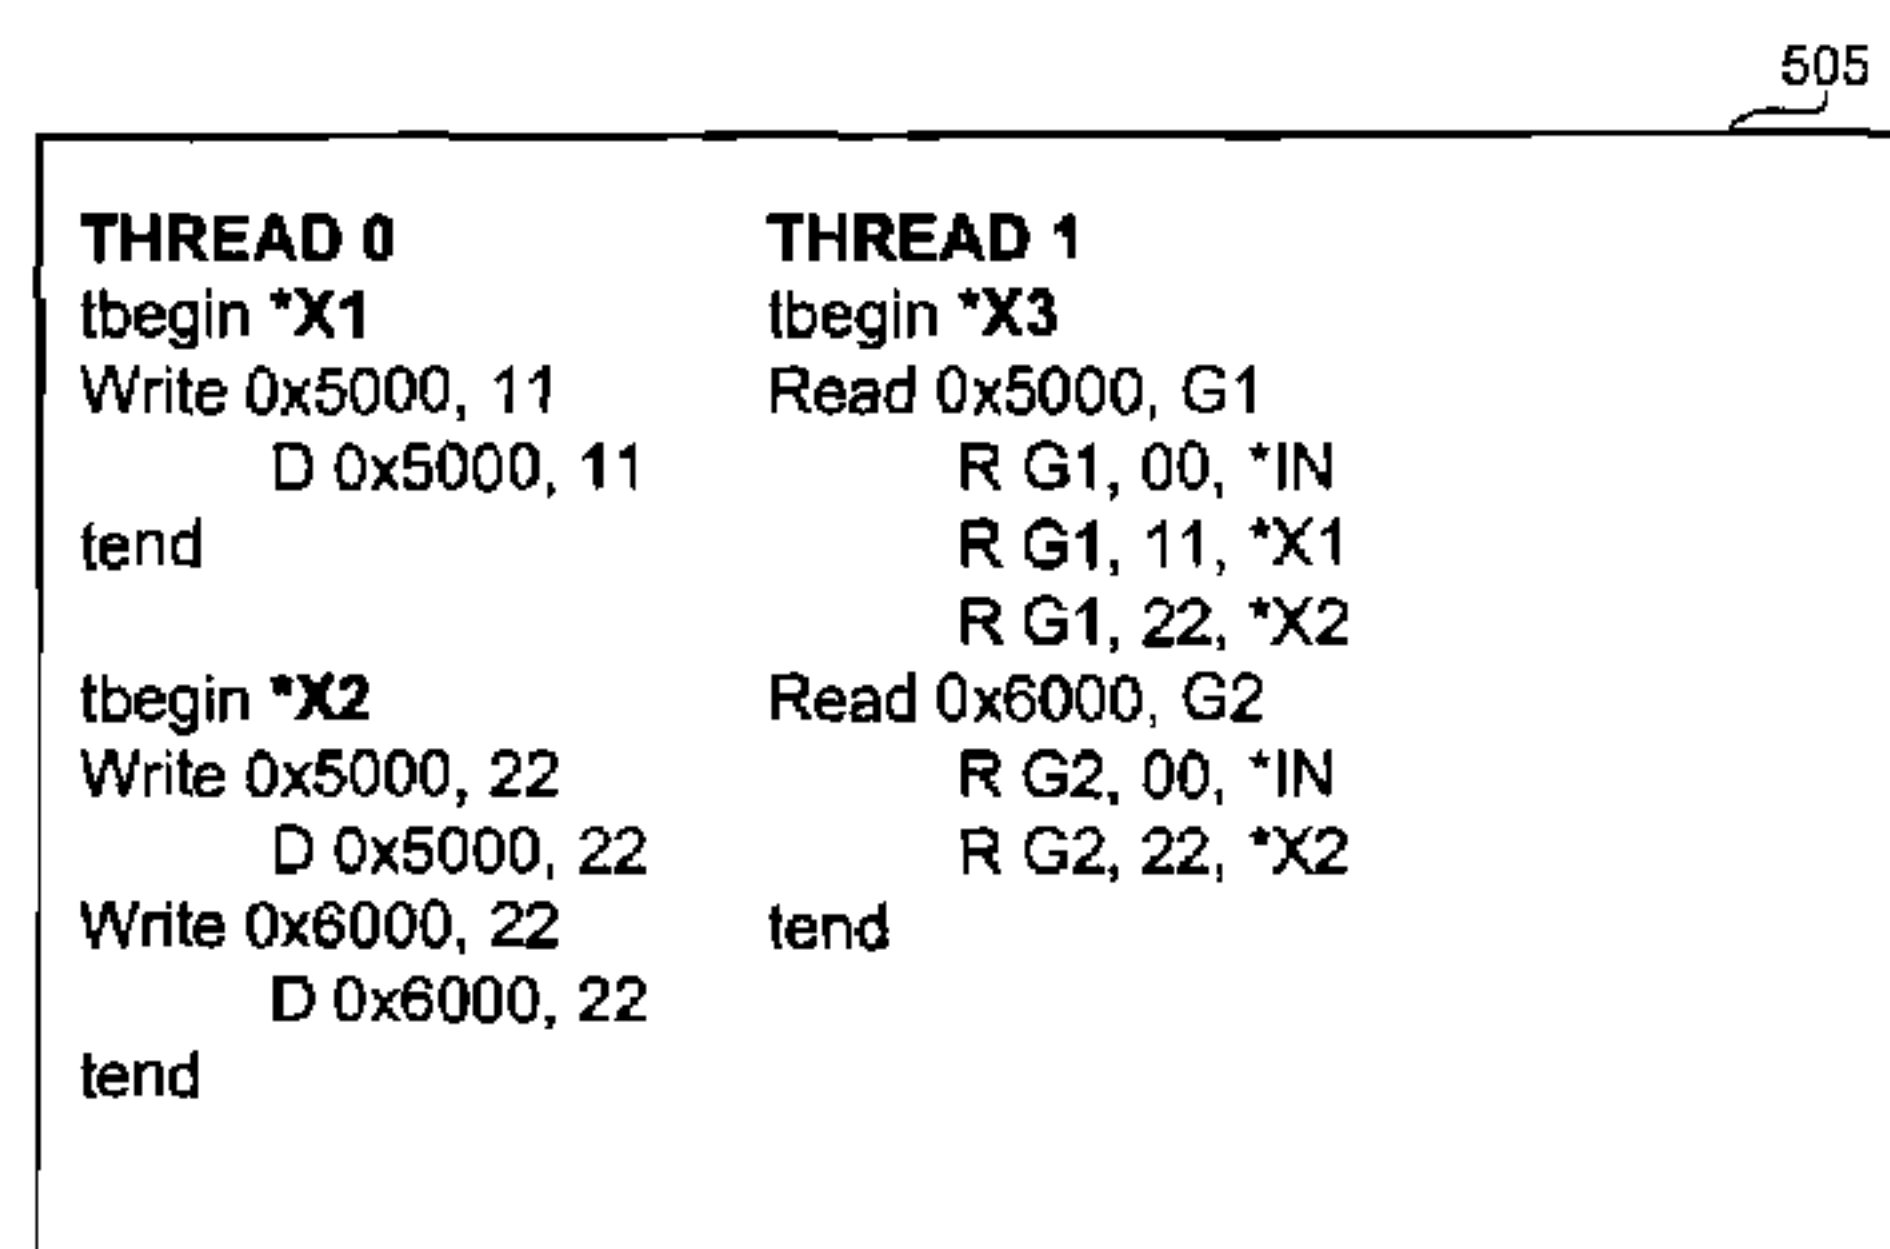 505
THREAD 0
tbegin *X1
Write 0x5000, 11
D 0x5000, 11
tend
tbegin *X2
Write 0x5000, 22
D 0x5000, 22
Write 0x6000, 22
D 0x6000, 22
tend
THREAD 1
tbegin *X3
Read 0x5000, G1
R G1, 00, *IN
R G1, 11, *X1
R G1, 22, *X2
Read 0x6000, G2
R G2, 00, *IN
R G2, 22, *X2
tend